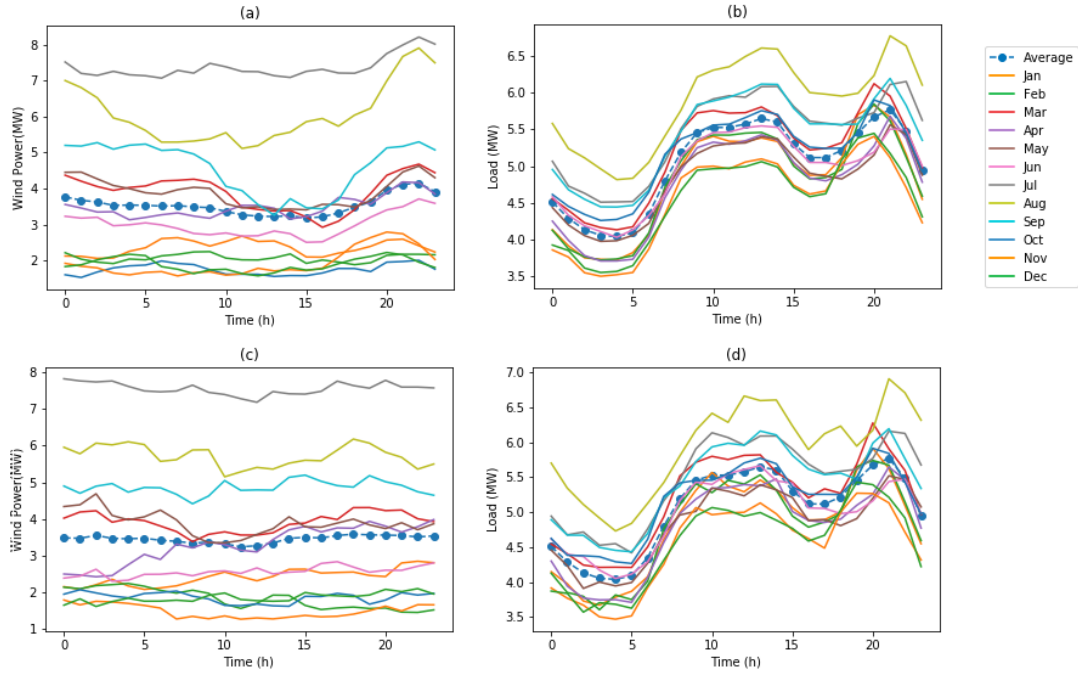 (a)
Wind Power(MW)
8
7
6
5
4
3
2
0
5
10
15
20
Time (h)
(b)
Load (MW)
6.5
6.0
5.5
5.0
4.5
4.0
3.5
0
5
10
15
20
Time (h)
Average
Jan
Feb
Mar
Apr
May
Jun
Jul
Aug
Sep
Oct
Nov
Dec
(c)
Wind Power(MW)
8
7
6
5
4
3
2
1
0
5
10
15
20
Time (h)
(d)
Load (MW)
7.0
6.5
6.0
5.5
5.0
4.5
4.0
3.5
0
5
10
15
20
Time (h)